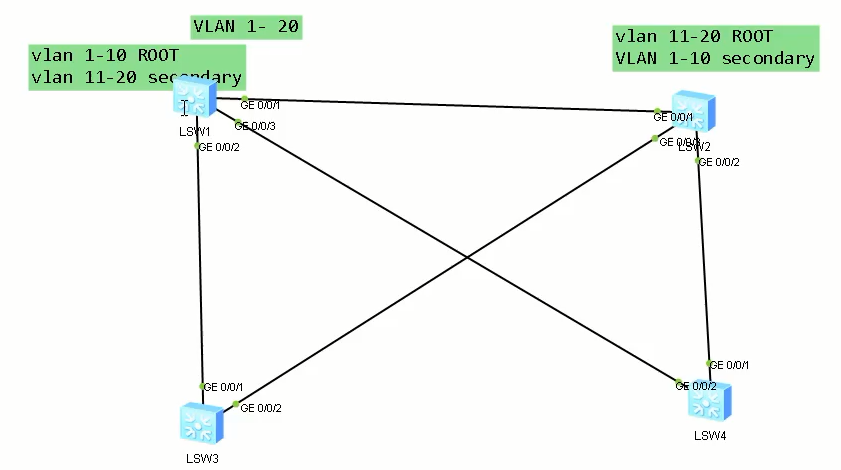 VLAN 1- 20
vlan 1-10 ROOT
vlan 11-20 secondary
vlan 11-20 ROOT
VLAN 1-10 secondary
GE 0/0/1
GE 0/0/3
LSW1
GE 0/0/2
GE 0/0/1
GE 0/0/3
LSW2
GE 0/0/2
GE 0/0/1
GE 0/0/2
LSW3
GE 0/0/1
GE 0/0/2
LSW4